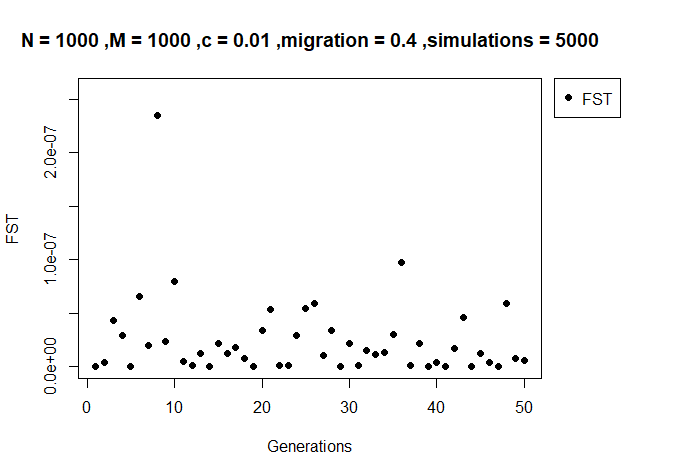 N = 1000 ,M = 1000 ,c = 0.01 ,migration = 0.4 ,simulations = 5000
FST
2.0e-07
1.0e-07
0.0e+00
FST
0 10 20 30 40 50
Generations